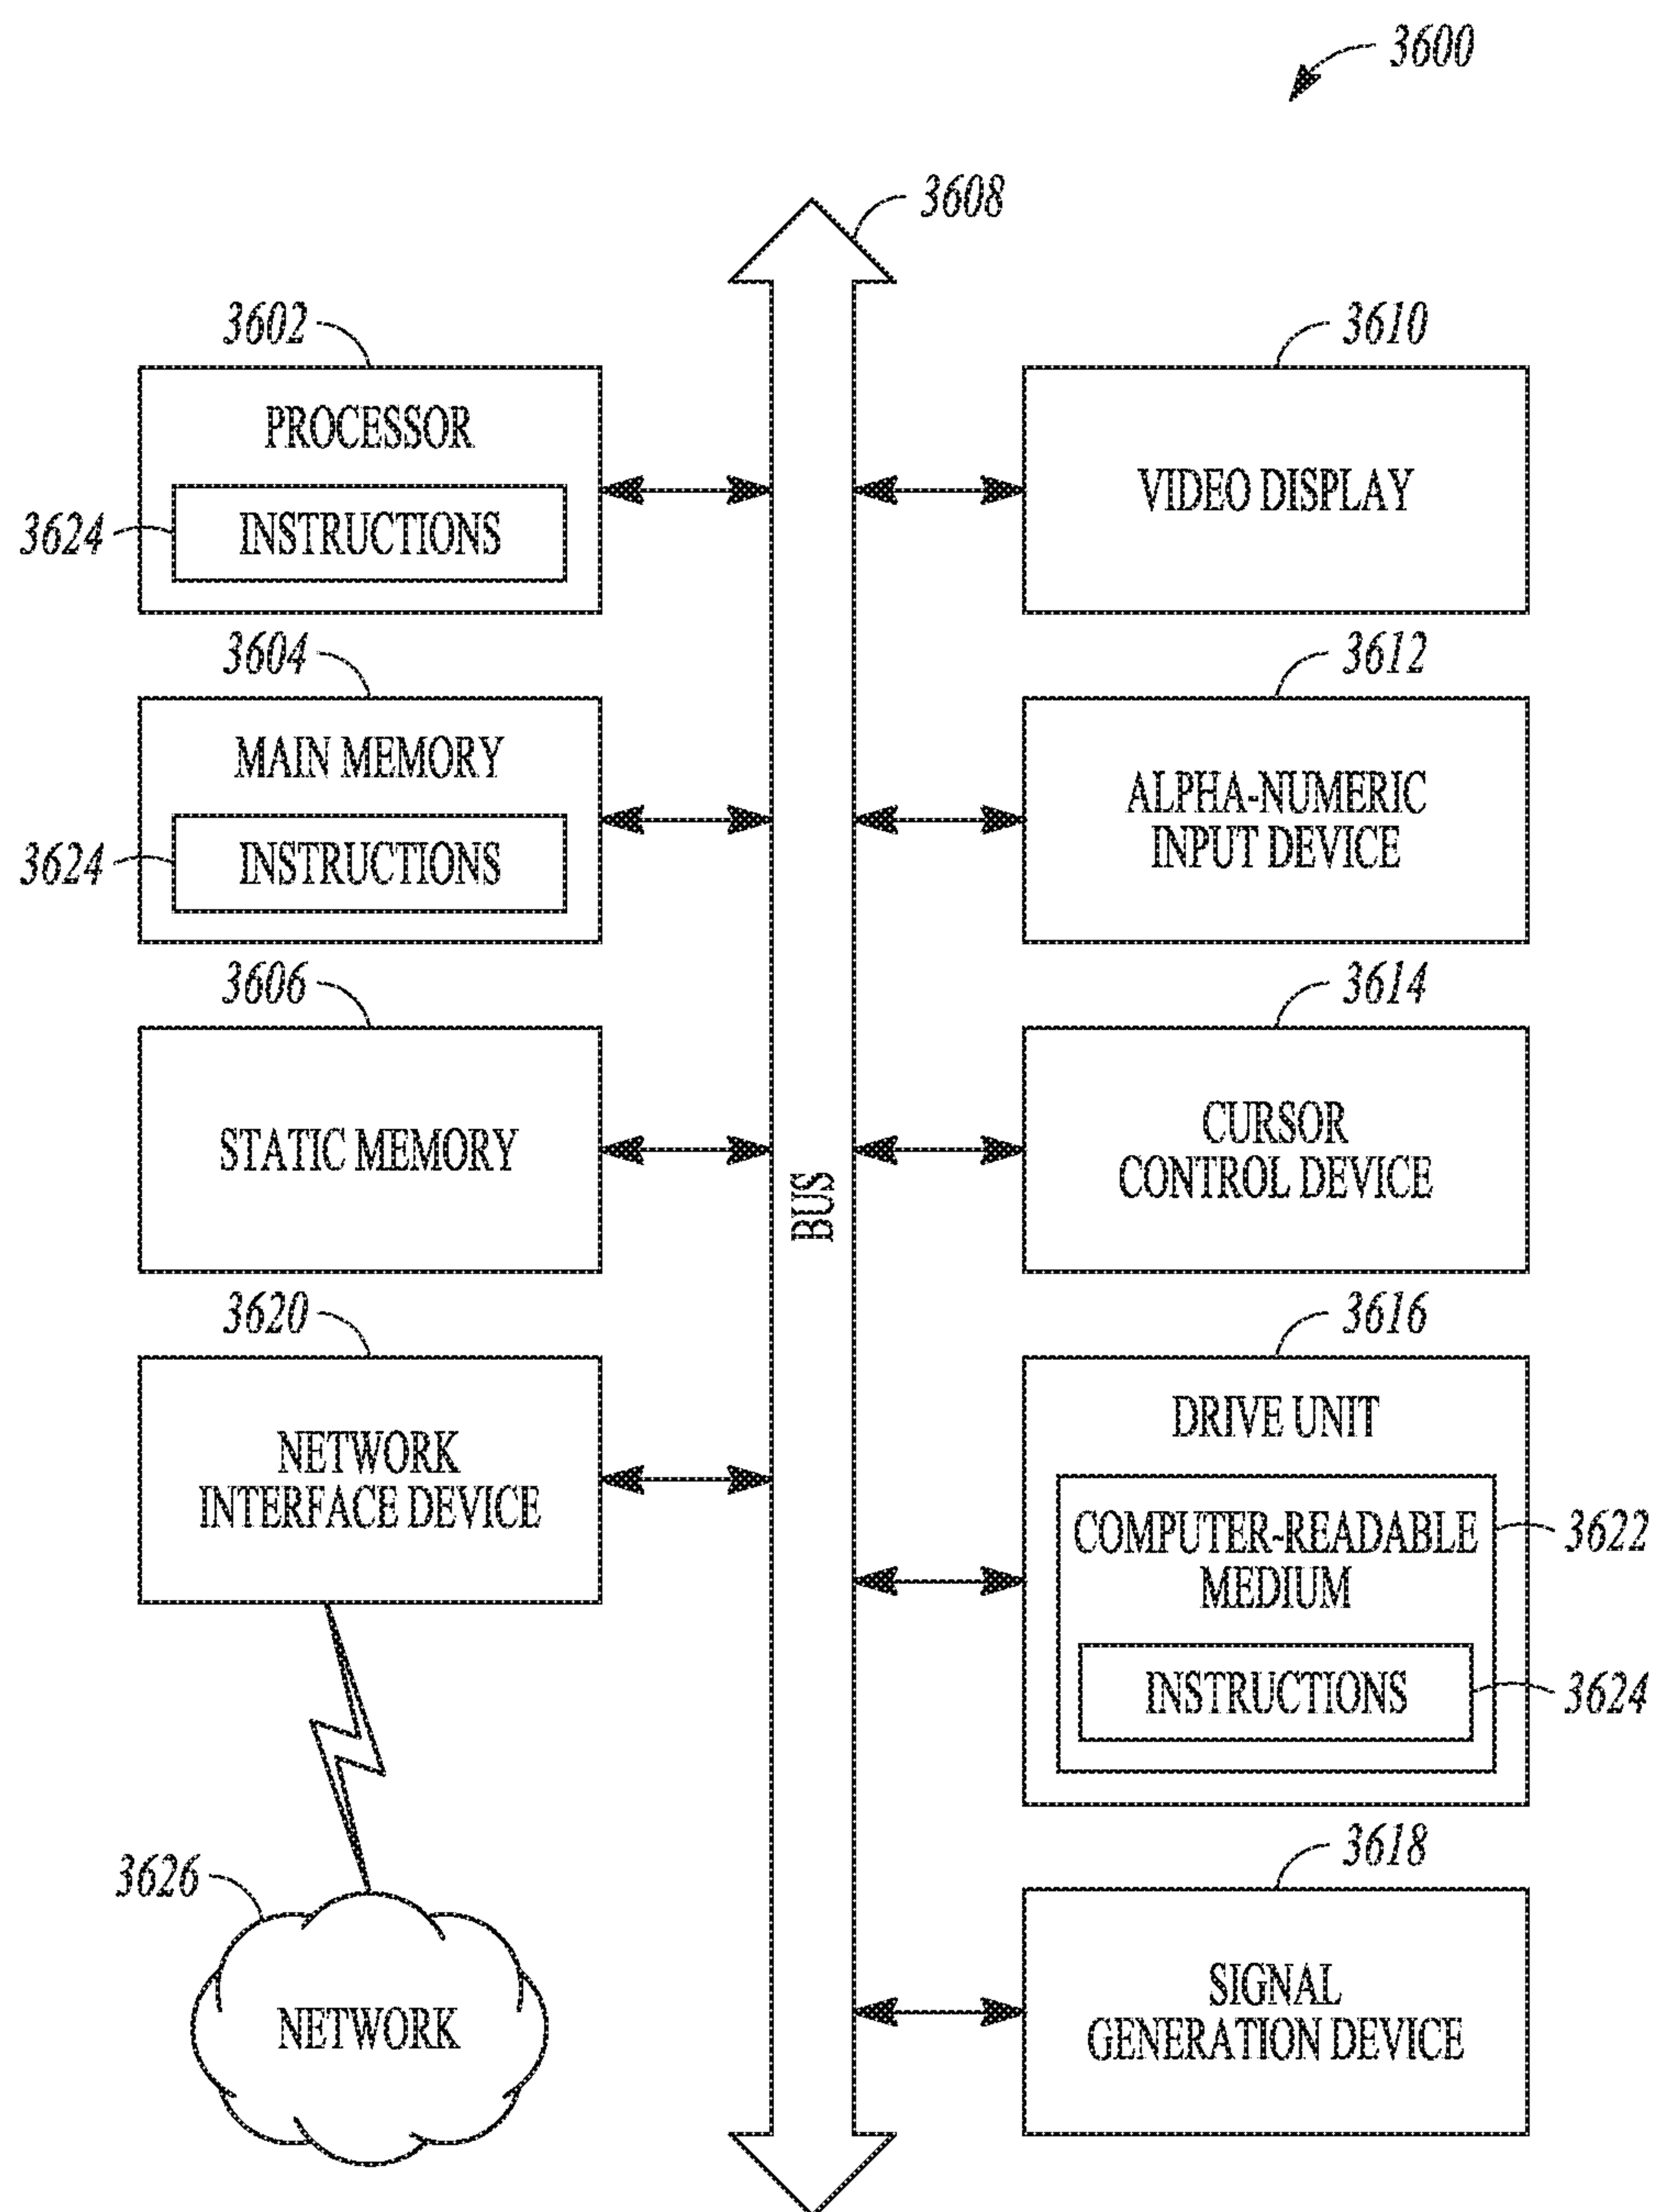 3600
3608
3602
PROCESSOR
3624
INSTRUCTIONS
3604
MAIN MEMORY
3624
INSTRUCTIONS
3606
STATIC MEMORY
3620
NETWORK
INTERFACE DEVICE
3626
NETWORK
BUS
3610
VIDEO DISPLAY
3612
ALPHA-NUMERIC
INPUT DEVICE
3614
CURSOR
CONTROL DEVICE
3616
DRIVE UNIT
COMPUTER-READABLE
MEDIUM
3622
INSTRUCTIONS
3624
3618
SIGNAL
GENERATION DEVICE